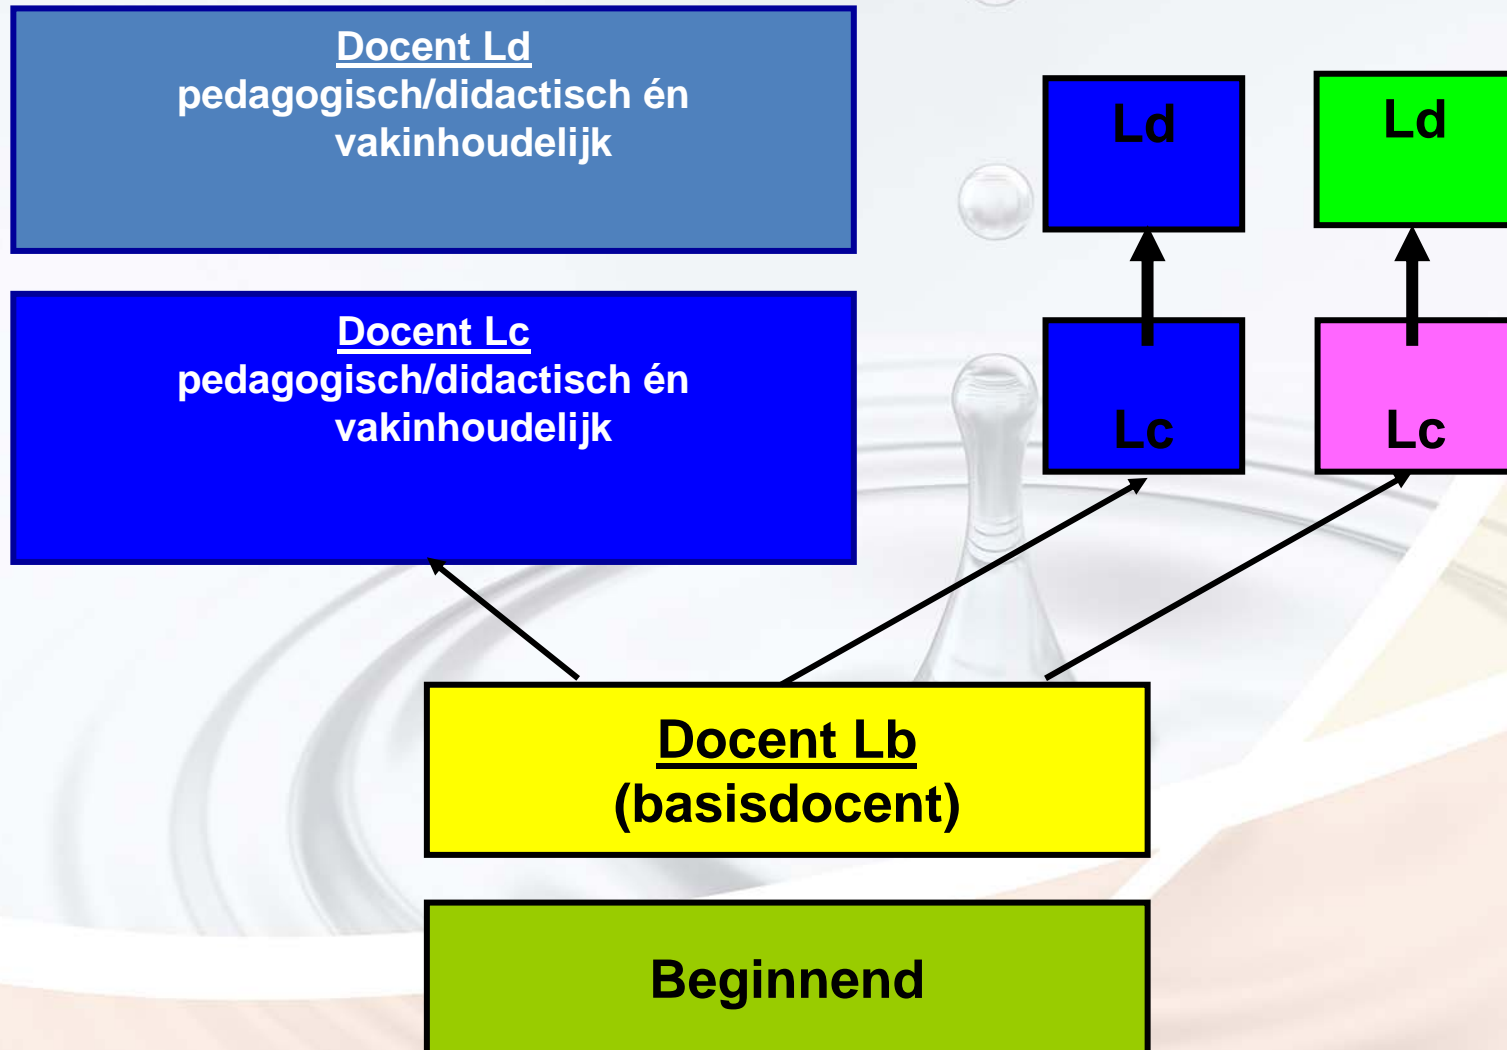 Docent Ld
pedagogisch/didactisch én
vakinhoudelijk
Ld
Ld
Docent Lc
pedagogisch/didactisch én
vakinhoudelijk
Lc
Lc
Docent Lb
(basisdocent)
Beginnend